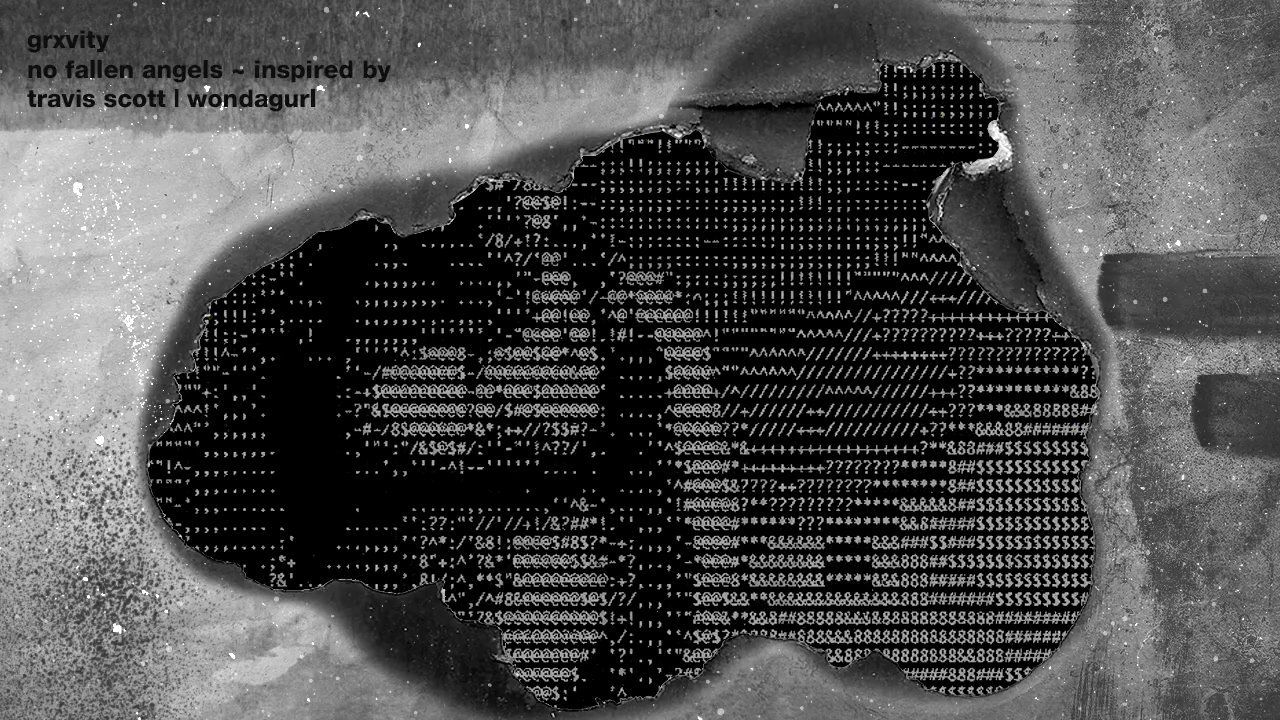 grxvity
no fallen angels ~ inspired by
travis scott | wondagurl